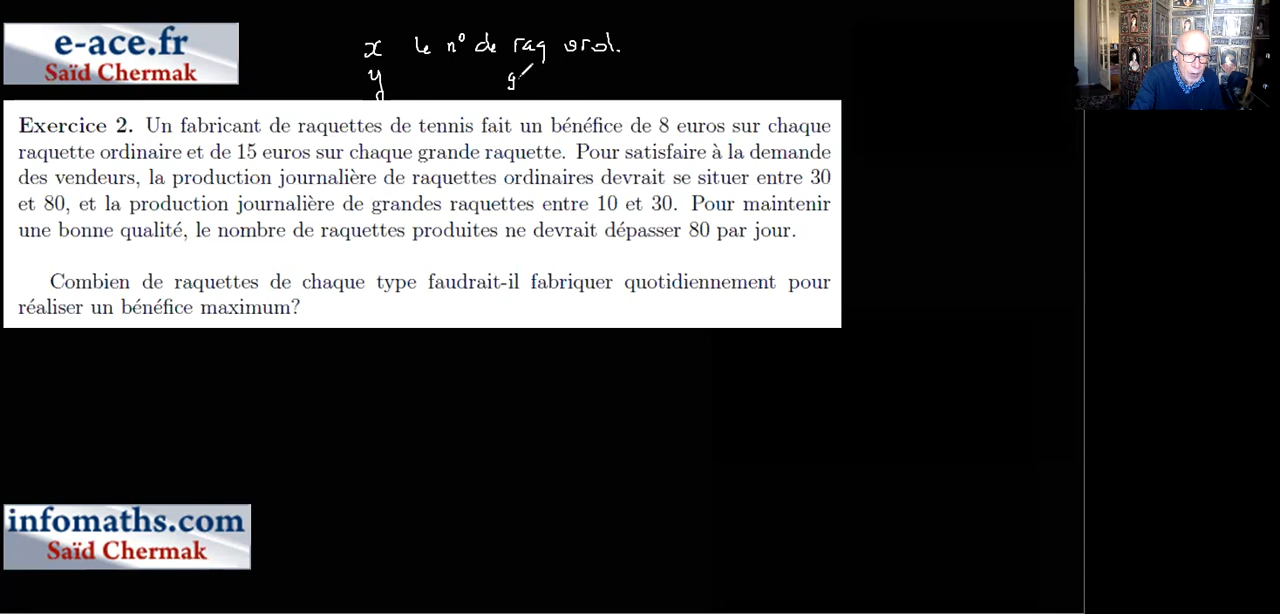 e-ace.fr
Saïd Chermak
x le n° de raq ord.
y g
Exercice 2. Un fabricant de raquettes de tennis fait un bénéfice de 8 euros sur chaque
raquette ordinaire et de 15 euros sur chaque grande raquette. Pour satisfaire à la demande
des vendeurs, la production journalière de raquettes ordinaires devrait se situer entre 30
et 80, et la production journalière de grandes raquettes entre 10 et 30. Pour maintenir
une bonne qualité, le nombre de raquettes produites ne devrait dépasser 80 par jour.
Combien de raquettes de chaque type faudrait-il fabriquer quotidiennement pour
réaliser un bénéfice maximum?
infomaths.com
Saïd Chermak